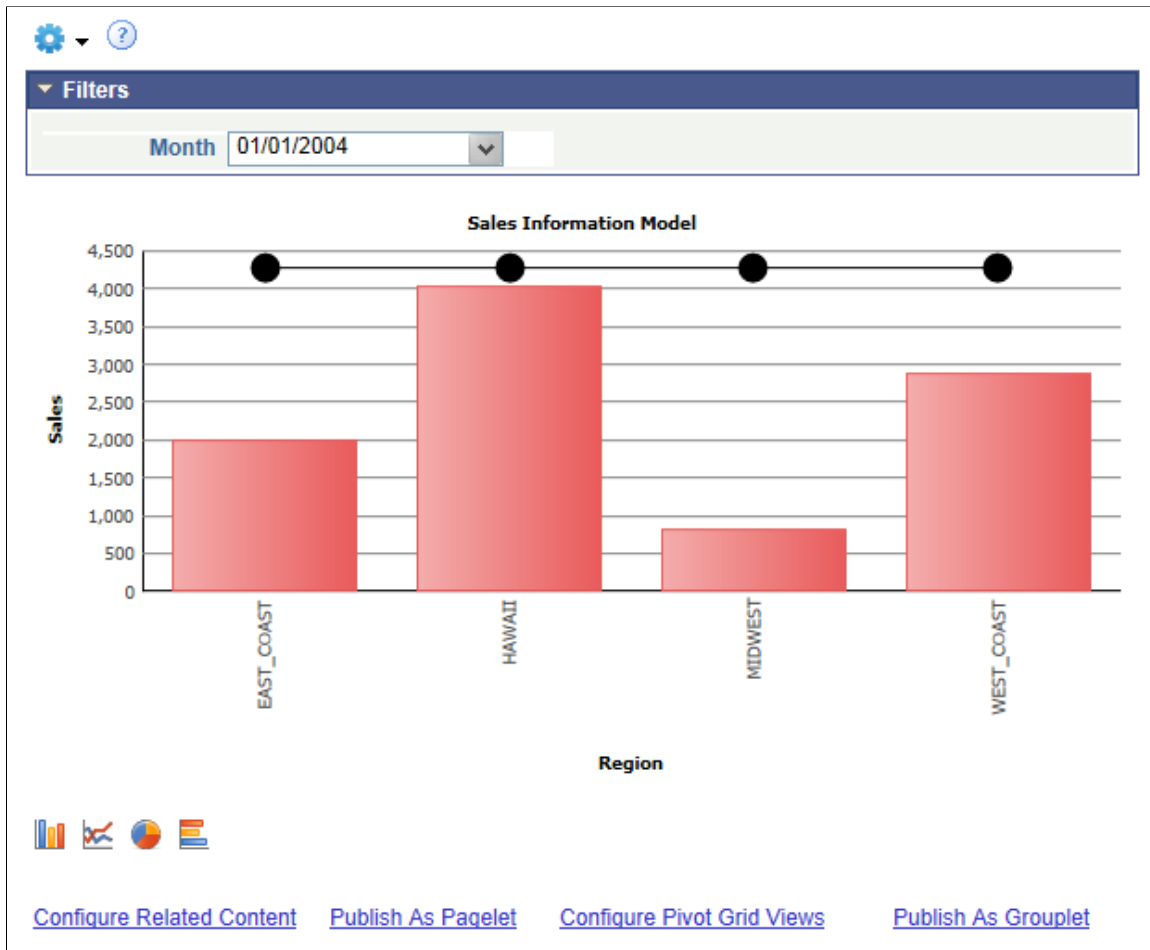 ?
Filters
Month 01/01/2004
Sales Information Model
4,500
4,000
3,500
3,000
2,500
2,000
1,500
1,000
500
0
Sales
EAST_COAST
HAWAII
MIDWEST
WEST_COAST
Region
Configure Related Content Publish As Pagelet Configure Pivot Grid Views Publish As Grouplet